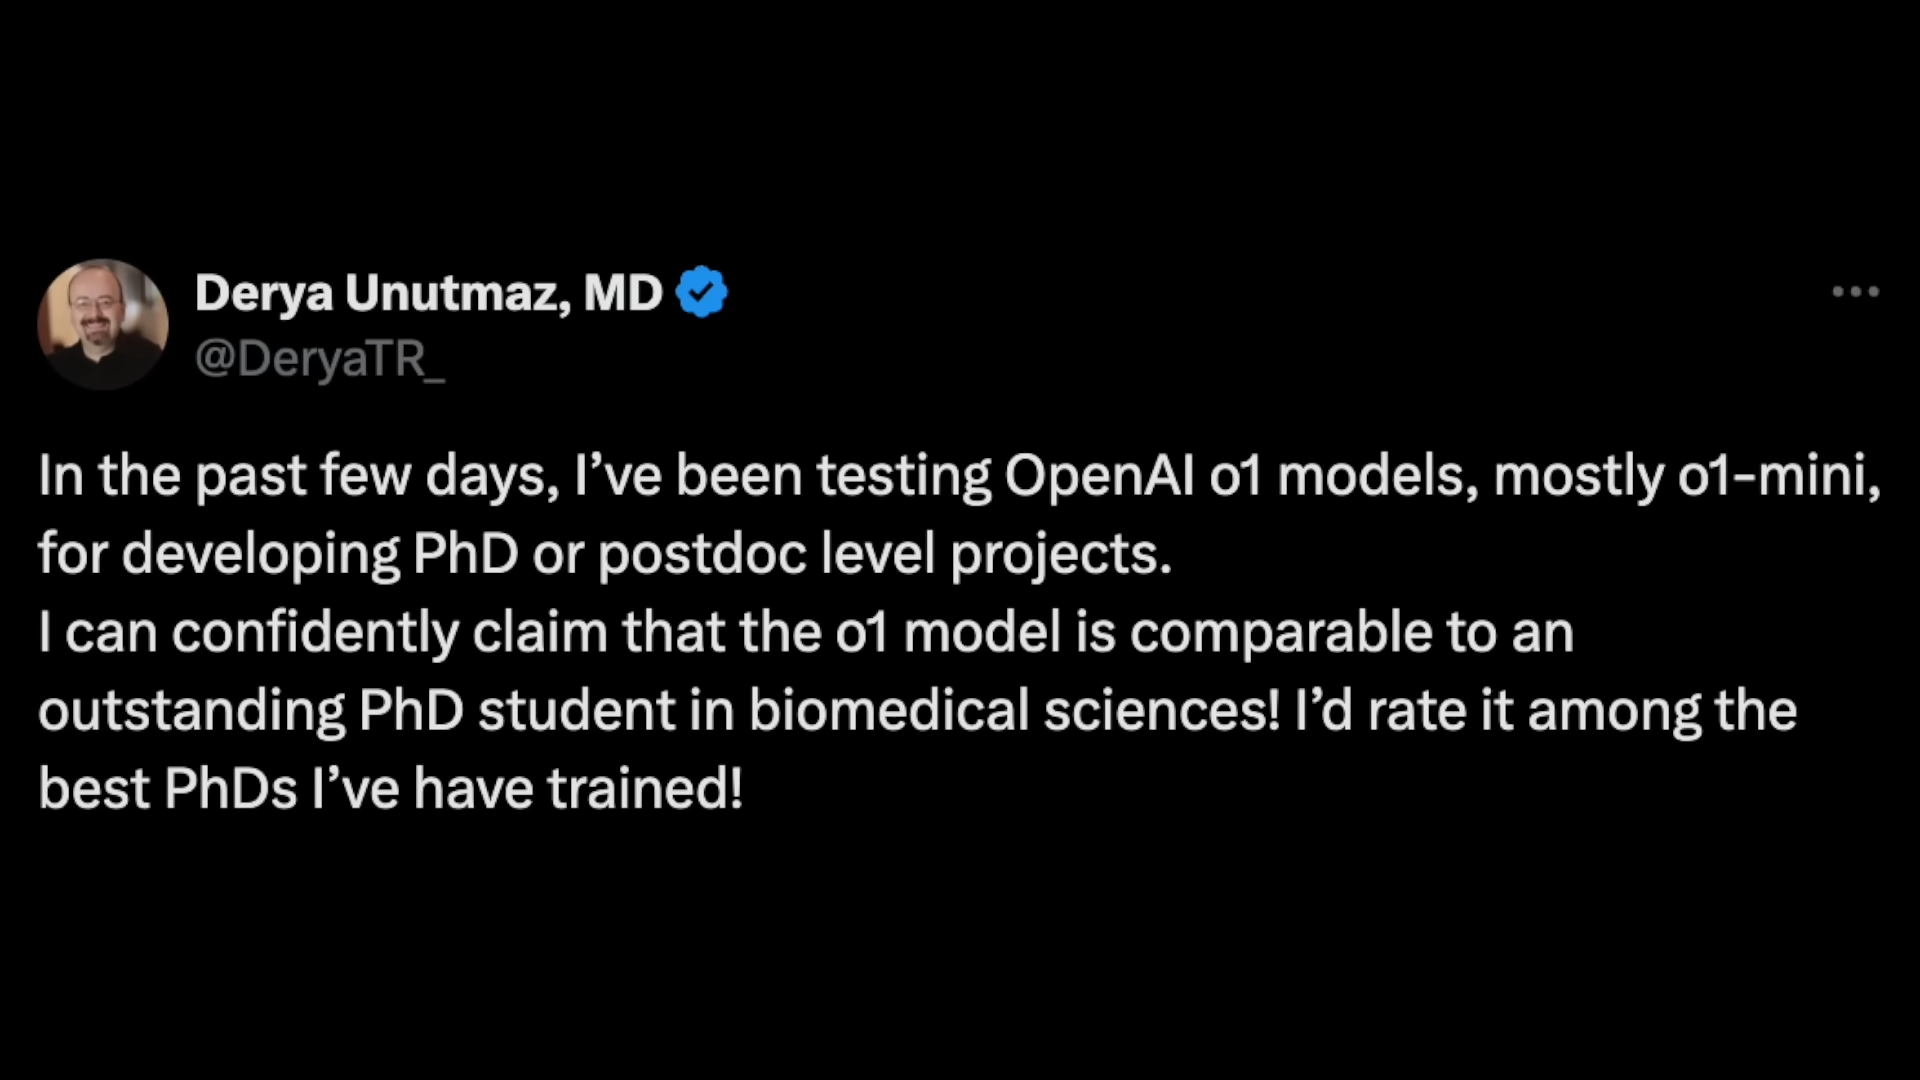 Derya Unutmaz, MD
@DeryaTR_
In the past few days, I’ve been testing OpenAI o1 models, mostly o1-mini,
for developing PhD or postdoc level projects.
I can confidently claim that the o1 model is comparable to an
outstanding PhD student in biomedical sciences! I’d rate it among the
best PhDs I’ve have trained!